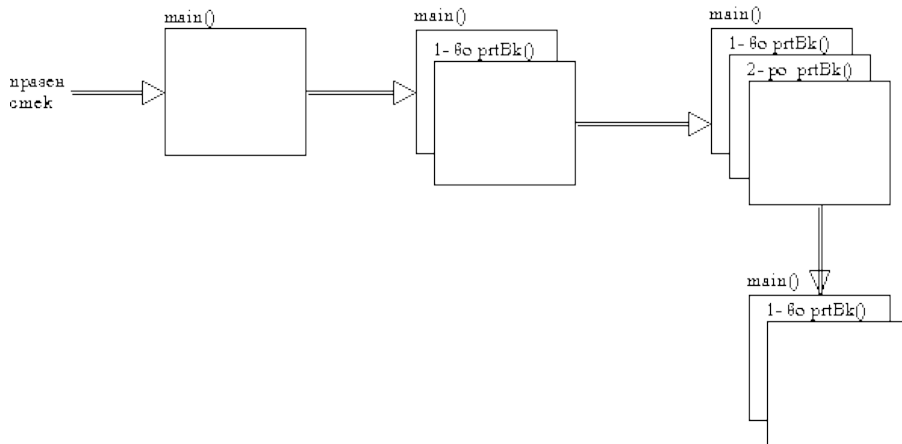 main()
main()
1- во prtBk()
main()
1- во prtBk()
2- ро prtBk()
празен
стек
main()
1- во prtBk()